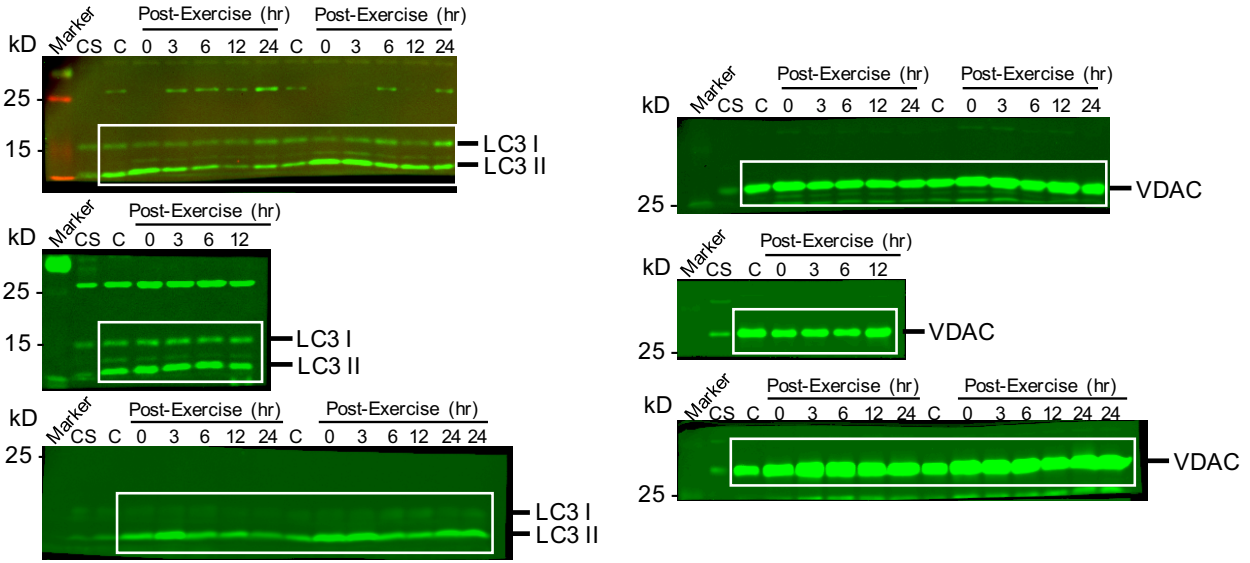 Post-Exercise (hr) Post-Exercise (hr)
kD Marker CS C 0 3 6 12 24 C 0 3 6 12 24
25
15
LC3 I
LC3 II
Post-Exercise (hr)
kD Marker CS C 0 3 6 12
25
15
LC3 I
LC3 II
Post-Exercise (hr) Post-Exercise (hr)
kD Marker CS C 0 3 6 12 24 C 0 3 6 12 24 24
25
LC3 I
LC3 II
Post-Exercise (hr) Post-Exercise (hr)
kD Marker CS C 0 3 6 12 24 C 0 3 6 12 24
25
VDAC
Post-Exercise (hr)
kD Marker CS C 0 3 6 12
25
VDAC
Post-Exercise (hr) Post-Exercise (hr)
kD Marker CS C 0 3 6 12 24 C 0 3 6 12 24 24
25
VDAC